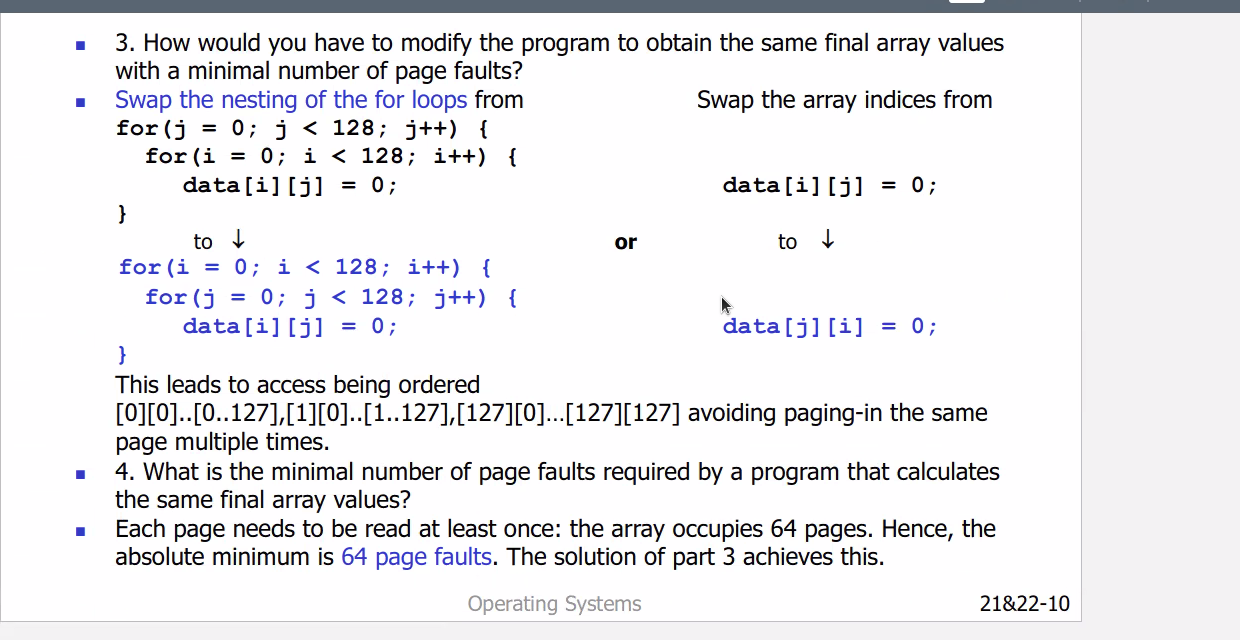 3. How would you have to modify the program to obtain the same final array values
with a minimal number of page faults?
Swap the nesting of the for loops from
Swap the array indices from
for(j = 0; j < 128; j++) {
for(i = 0; i < 128; i++) {
data[i][j] = 0;
data[i][j] = 0;
}
to ↓
or
to ↓
for(i = 0; i < 128; i++) {
for(j = 0; j < 128; j++) {
data[i][j] = 0;
data[j][i] = 0;
}
This leads to access being ordered
[0][0]..[0..127],[1][0]..[1..127],[127][0]...[127][127] avoiding paging-in the same
page multiple times.
4. What is the minimal number of page faults required by a program that calculates
the same final array values?
Each page needs to be read at least once: the array occupies 64 pages. Hence, the
absolute minimum is 64 page faults. The solution of part 3 achieves this.
Operating Systems
21&22-10